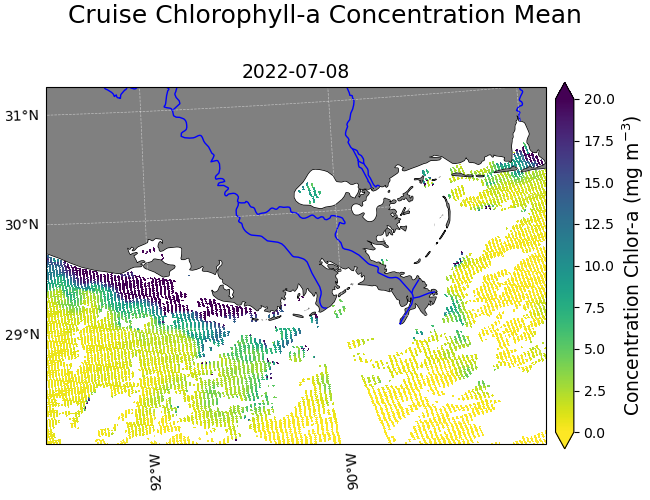 Cruise Chlorophyll-a Concentration Mean
2022-07-08
31°N
30°N
29°N
92°W
90°W
20.0
17.5
15.0
12.5
10.0
7.5
5.0
2.5
0.0
Concentration Chlor-a (mg m⁻³)